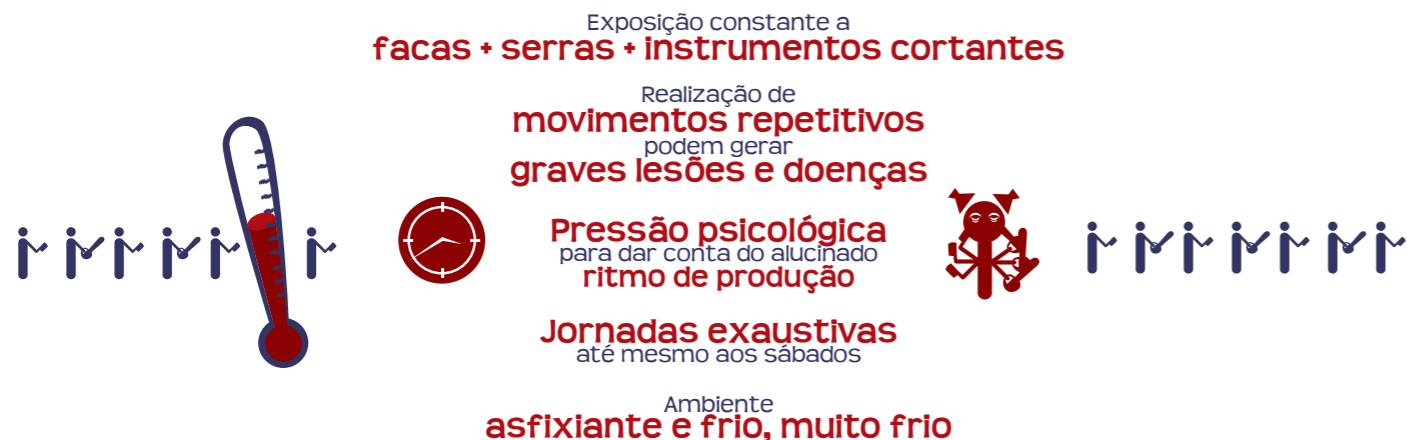 Exposição constante a
facas + serras + instrumentos cortantes
Realização de
movimentos repetitivos
podem gerar
graves lesões e doenças
Pressão psicológica
para dar conta do alucinado
ritmo de produção
Jornadas exaustivas
até mesmo aos sábados
Ambiente
asfixiante e frio, muito frio